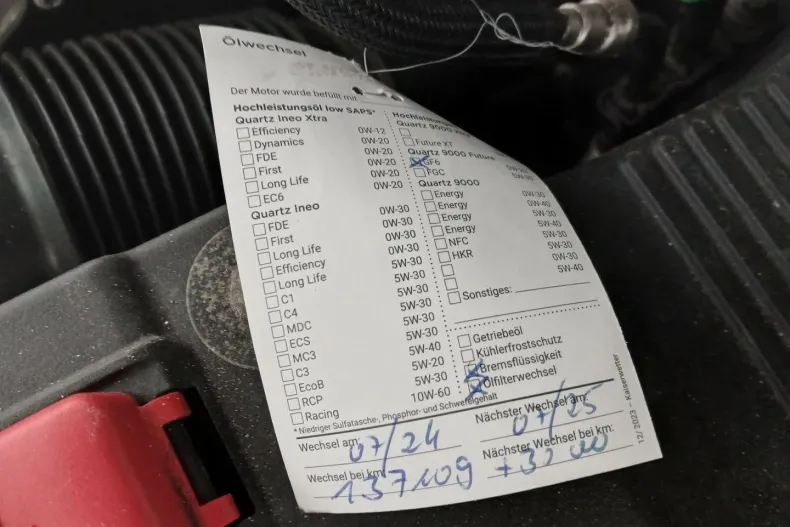 Ölwechsel
Der Motor wurde befüllt mit
Hochleistungsöl low SAPS*
Quartz Ineo Xtra
Efficiency 0W-12
Dynamics 0W-20
FDE 0W-20
First 0W-20
Long Life 0W-20
EC6 0W-20
Quartz Ineo
FDE 0W-30
First 0W-30
Long Life 0W-30
Efficiency 5W-30
Long Life 5W-30
C1 5W-30
C4 5W-30
MDC 5W-30
ECS 5W-30
MC3 5W-30
C3 5W-40
EcoB 5W-20
RCP 5W-30
Racing 10W-60
* Niedriger Sulfatasche-, Phosphor- und Schwefelgehalt
Quartz 9000
Future XT
Quartz 9000 Future
GF6
FGC 5W-30
Quartz 9000
Energy 0W-30
Energy 0W-40
Energy 5W-30
Energy 5W-40
NFC 5W-30
HKR 5W-30
0W-30
5W-40
Sonstiges:
Getriebeöl
Kühlerfrostschutz
Bremsflüssigkeit
Ölfilterwechsel
Wechsel am: 07/24
Nächster Wechsel am: 07/25
Wechsel bei km: 137109
Nächster Wechsel bei km:
12/ 2023 – Kaiserwetter